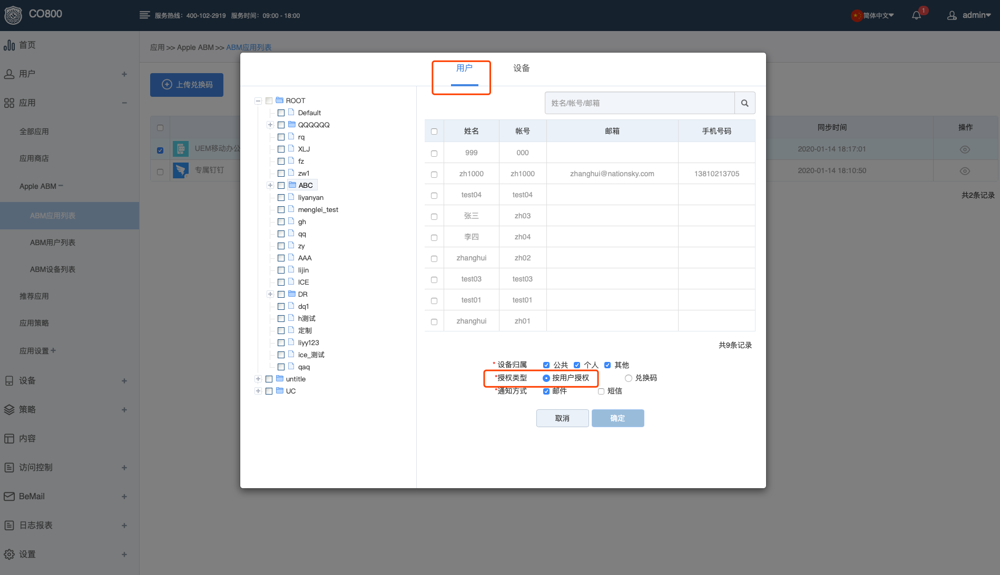 CO800
服务热线：400-102-2919 服务时间：09:00 - 18:00
简体中文
1
admin
首页
用户
应用
全部应用
应用商店
Apple ABM
ABM应用列表
ABM用户列表
ABM设备列表
推荐应用
应用策略
应用设置
设备
策略
内容
访问控制
BeMail
日志报表
设置
应用 >> Apple ABM >> ABM应用列表
上传兑换码
同步时间 操作
UEM移动办公
2020-01-14 18:17:01
专属钉钉
2020-01-14 18:10:50
共2条记录
用户 设备
ROOT
Default
QQQQQQ
rq
XLJ
fz
zw1
ABC
liyanyan
menglei_test
gh
qq
zy
AAA
lijin
ICE
DR
dq1
h测试
定制
liyy123
ice_测试
qaq
untitle
UC
姓名/帐号/邮箱
姓名 帐号 邮箱 手机号码
999 000
zh1000 zh1000 zhanghui@nationsky.com 13810213705
test04 test04
张三 zh03
李四 zh04
zhanghui zh02
test03 test03
test01 test01
zhanghui zh01
共9条记录
* 设备归属 公共 个人 其他
*授权类型 按用户授权 兑换码
*通知方式 邮件 短信
取消 确定